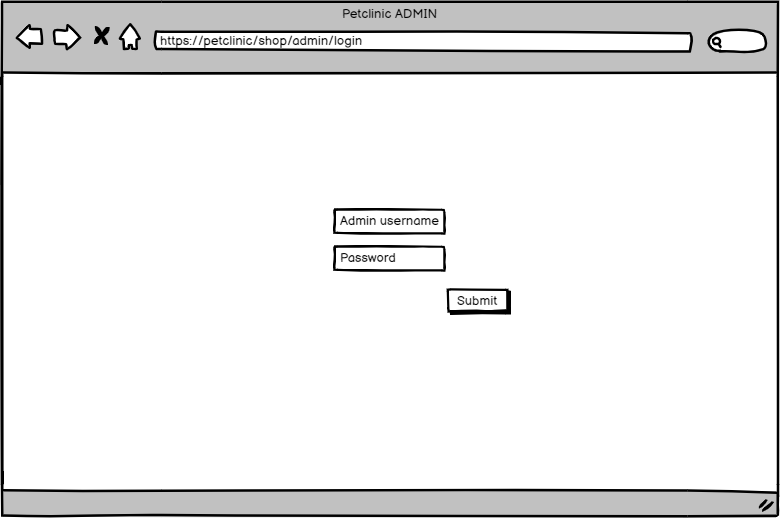 Petclinic ADMIN
https://petclinic/shop/admin/login
Admin username
Password
Submit